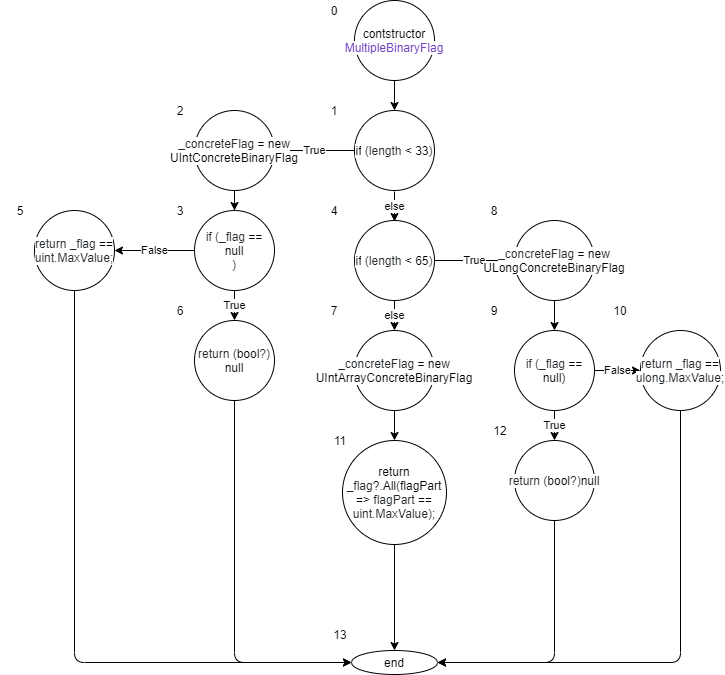 0
contstructor
MultipleBinaryFlag
2
1
_concreteFlag = new
UIntConcreteBinaryFlag
True
if (length < 33)
else
5
3
4
8
return _flag ==
uint.MaxValue;
False
if (_flag ==
null
)
if (length < 65)
True
_concreteFlag = new
ULongConcreteBinaryFlag
True
else
6
7
9
10
return (bool?)
null
_concreteFlag = new
UIntArrayConcreteBinaryFlag
if (_flag ==
null)
False
return _flag ==
ulong.MaxValue;
True
11
12
return
_flag?.All(flagPart
=> flagPart ==
uint.MaxValue);
return (bool?)null
13
end